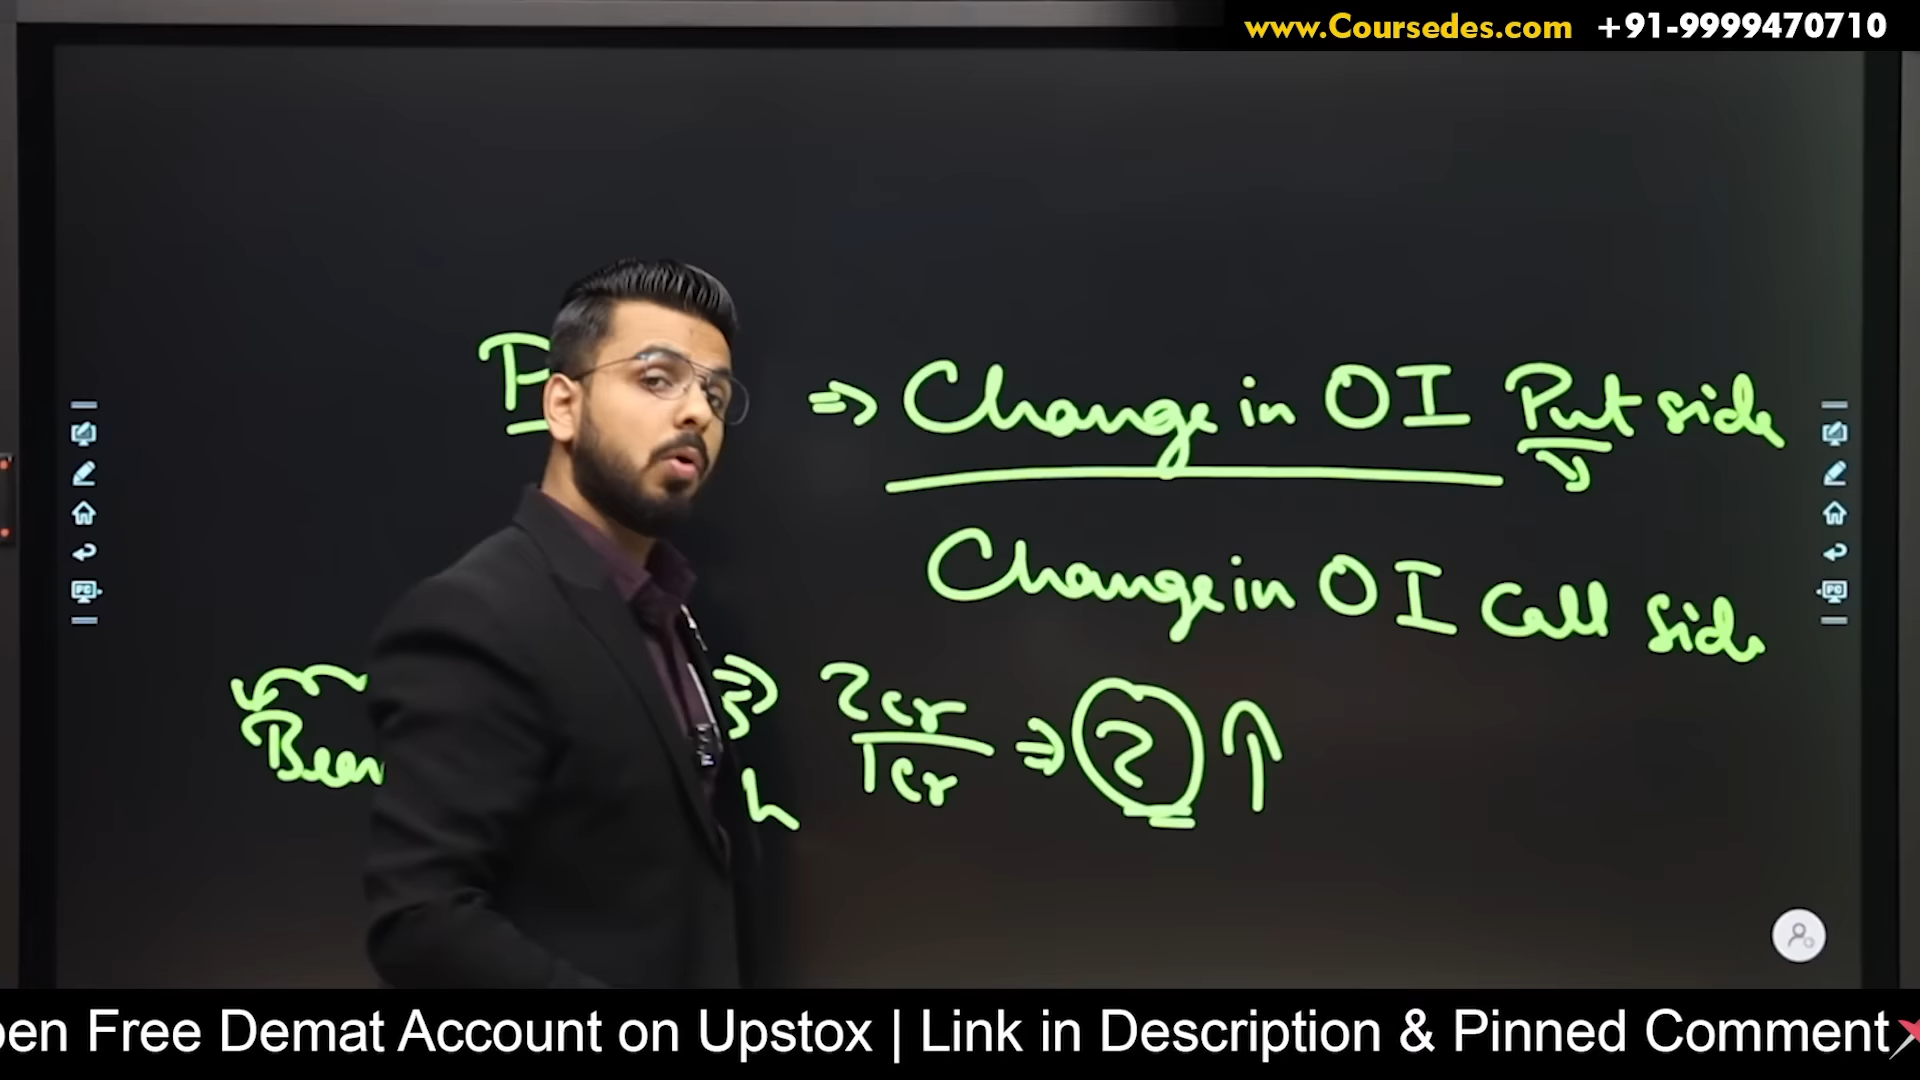 www.Coursedes.com +91-9999470710
⇒ Change in OI Put side
Change in OI Call Side
2cr
1cr ⇒ 2 ↑
Free Demat Account on Upstox | Link in Description & Pinned Comment📌